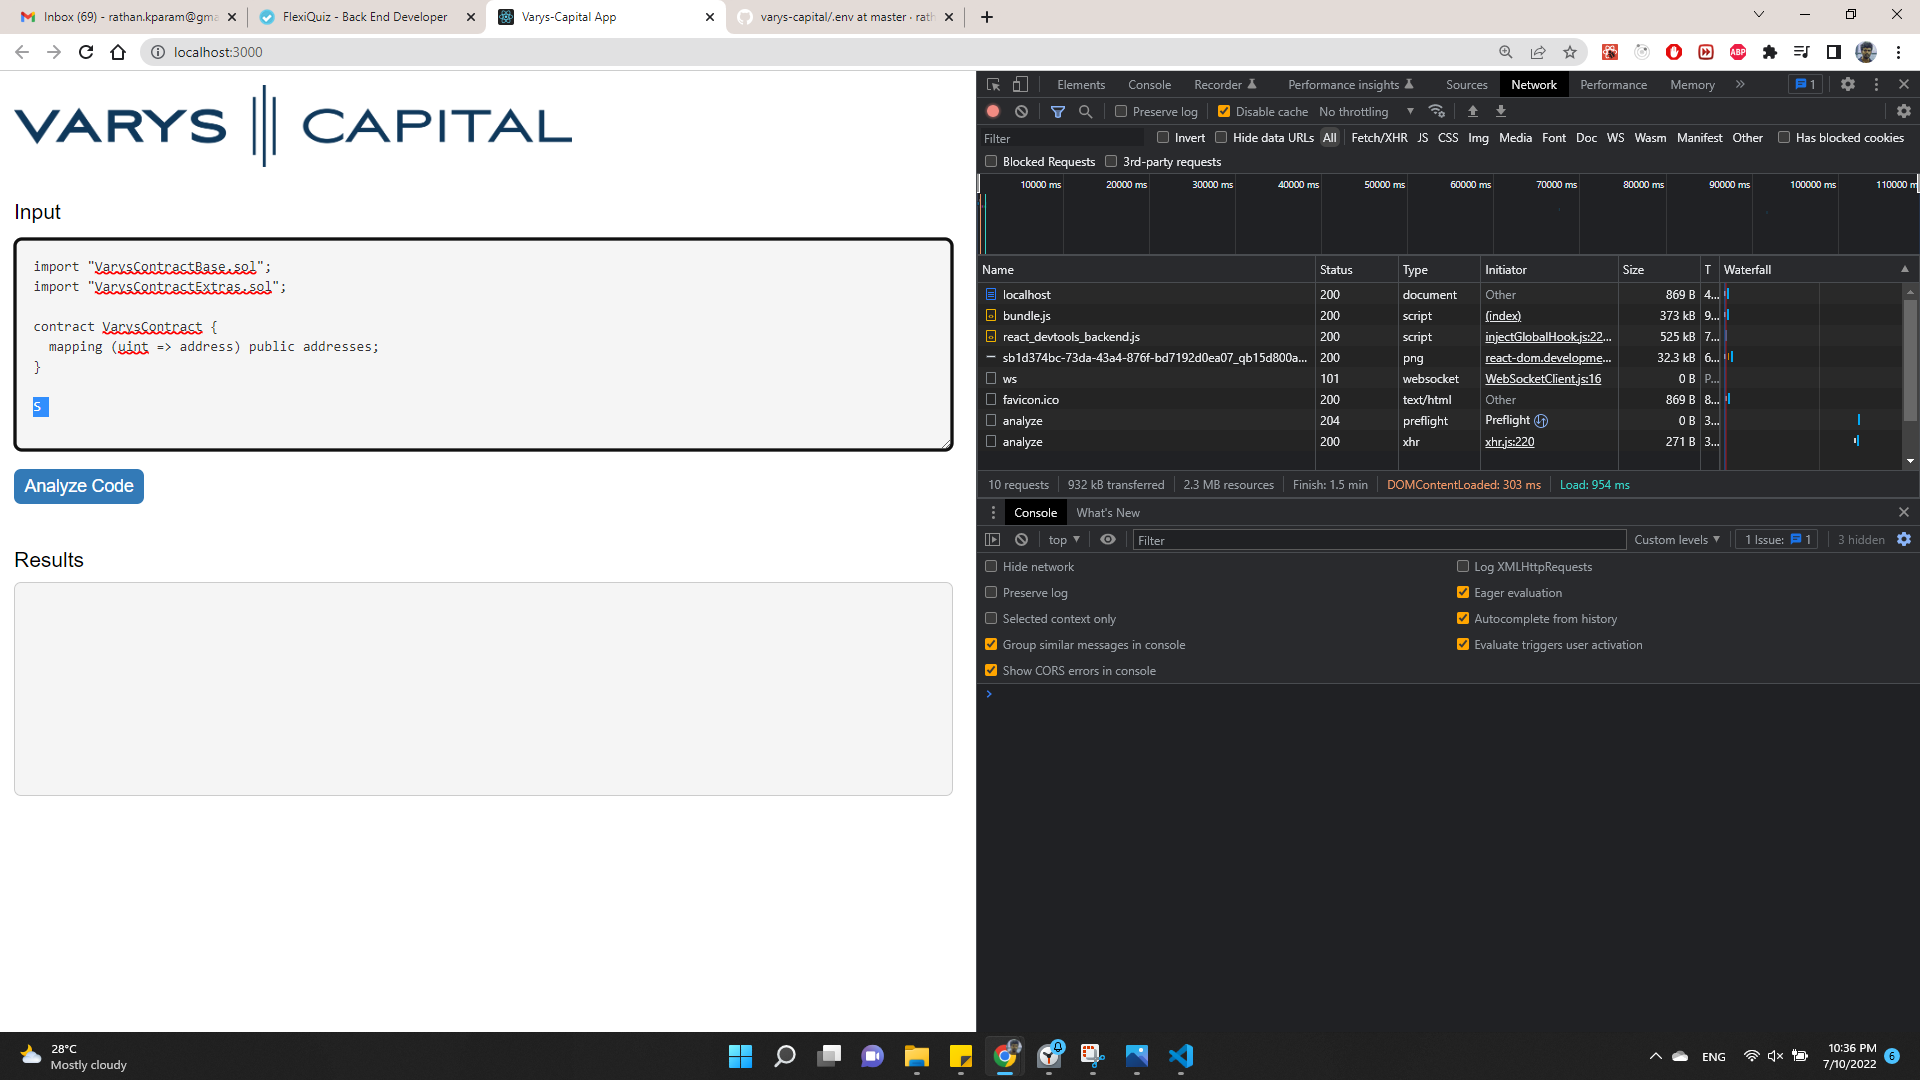 Inbox (69) - rathan.kparam@gma
FlexiQuiz - Back End Developer
Varys-Capital App
varys-capital/.env at master · rath
localhost:3000
VARYS CAPITAL
Input
import "VarysContractBase.sol";
import "VarysContractExtras.sol";
contract VarysContract {
mapping (uint => address) public addresses;
}
S
Analyze Code
Results
Elements Console Recorder Performance insights Sources Network Performance Memory » 1
Preserve log Disable cache No throttling
Filter Invert Hide data URLs All Fetch/XHR JS CSS Img Media Font Doc WS Wasm Manifest Other Has blocked cookies
Blocked Requests 3rd-party requests
10000 ms 20000 ms 30000 ms 40000 ms 50000 ms 60000 ms 70000 ms 80000 ms 90000 ms 100000 ms 110000 m
Name Status Type Initiator Size T Waterfall
localhost 200 document Other 869 B 4...
bundle.js 200 script (index) 373 kB 9...
react_devtools_backend.js 200 script injectGlobalHook.js:22... 525 kB 7...
sb1d374bc-73da-43a4-876f-bd7192d0ea07_qb15d800a... 200 png react-dom.developme... 32.3 kB 6...
ws 101 websocket WebSocketClient.js:16 0 B P...
favicon.ico 200 text/html Other 869 B 8...
analyze 204 preflight Preflight 0 B 3...
analyze 200 xhr xhr.js:220 271 B 3...
10 requests 932 kB transferred 2.3 MB resources Finish: 1.5 min DOMContentLoaded: 303 ms Load: 954 ms
Console What's New
top Filter Custom levels 1 Issue: 1 3 hidden
Hide network Log XMLHttpRequests
Preserve log Eager evaluation
Selected context only Autocomplete from history
Group similar messages in console Evaluate triggers user activation
Show CORS errors in console
28°C
Mostly cloudy
ENG
10:36 PM
7/10/2022
6